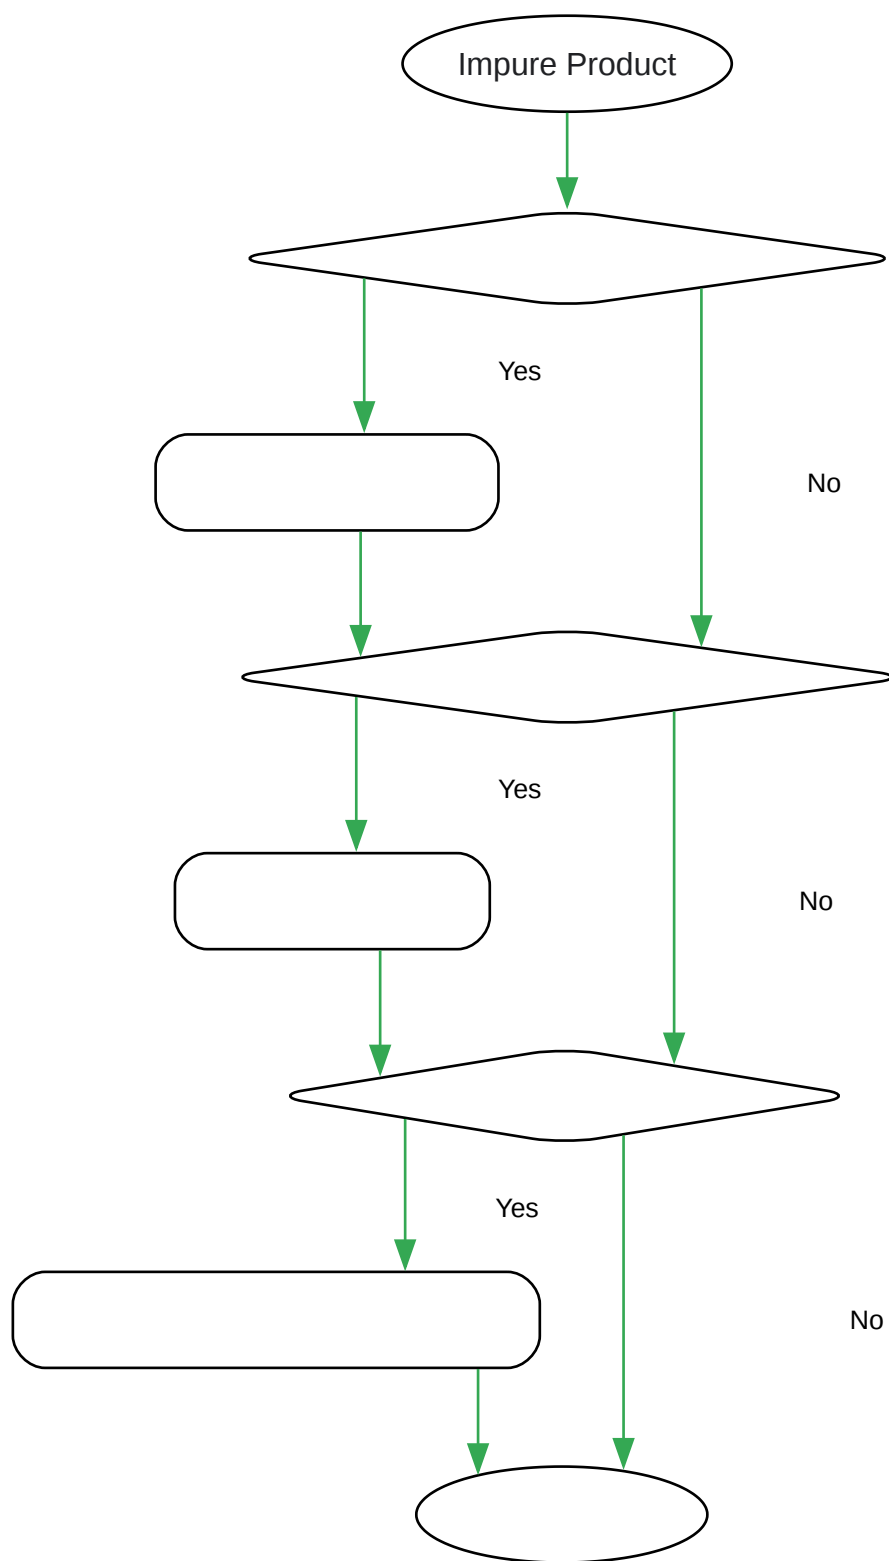 Impure Product
Yes
No
Yes
No
Yes
No